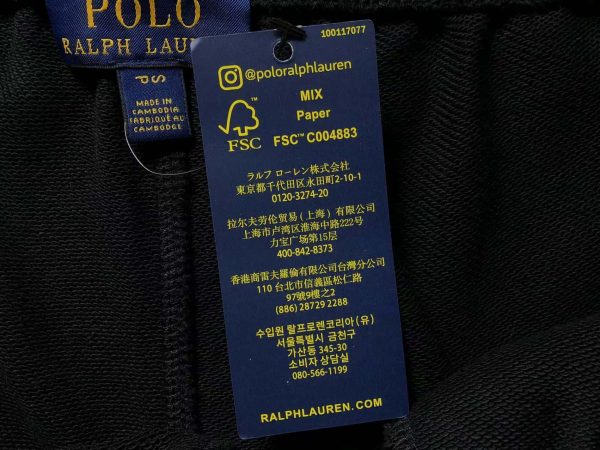 POLO
RALPH LAUREN
S
P
MADE IN
CAMBODIA
FABRIQUÉ AU
CAMBODGE
100117077
@poloralphlauren
FSC
MIX
Paper
FSC™ C004883
ラルフ ローレン株式会社
東京都千代田区永田町2-10-1
0120-3274-20
拉尔夫劳伦贸易(上海)有限公司
上海市卢湾区淮海中路222号
力宝广场第15层
400-842-8373
香港商雷夫羅倫有限公司台灣分公司
110 台北市信義區松仁路
97號9樓之2
(886) 28729 2288
수입원 랄프로렌코리아(유)
서울특별시 금천구
가산동 345-30
소비자 상담실
080-566-1199
RALPHLAUREN.COM